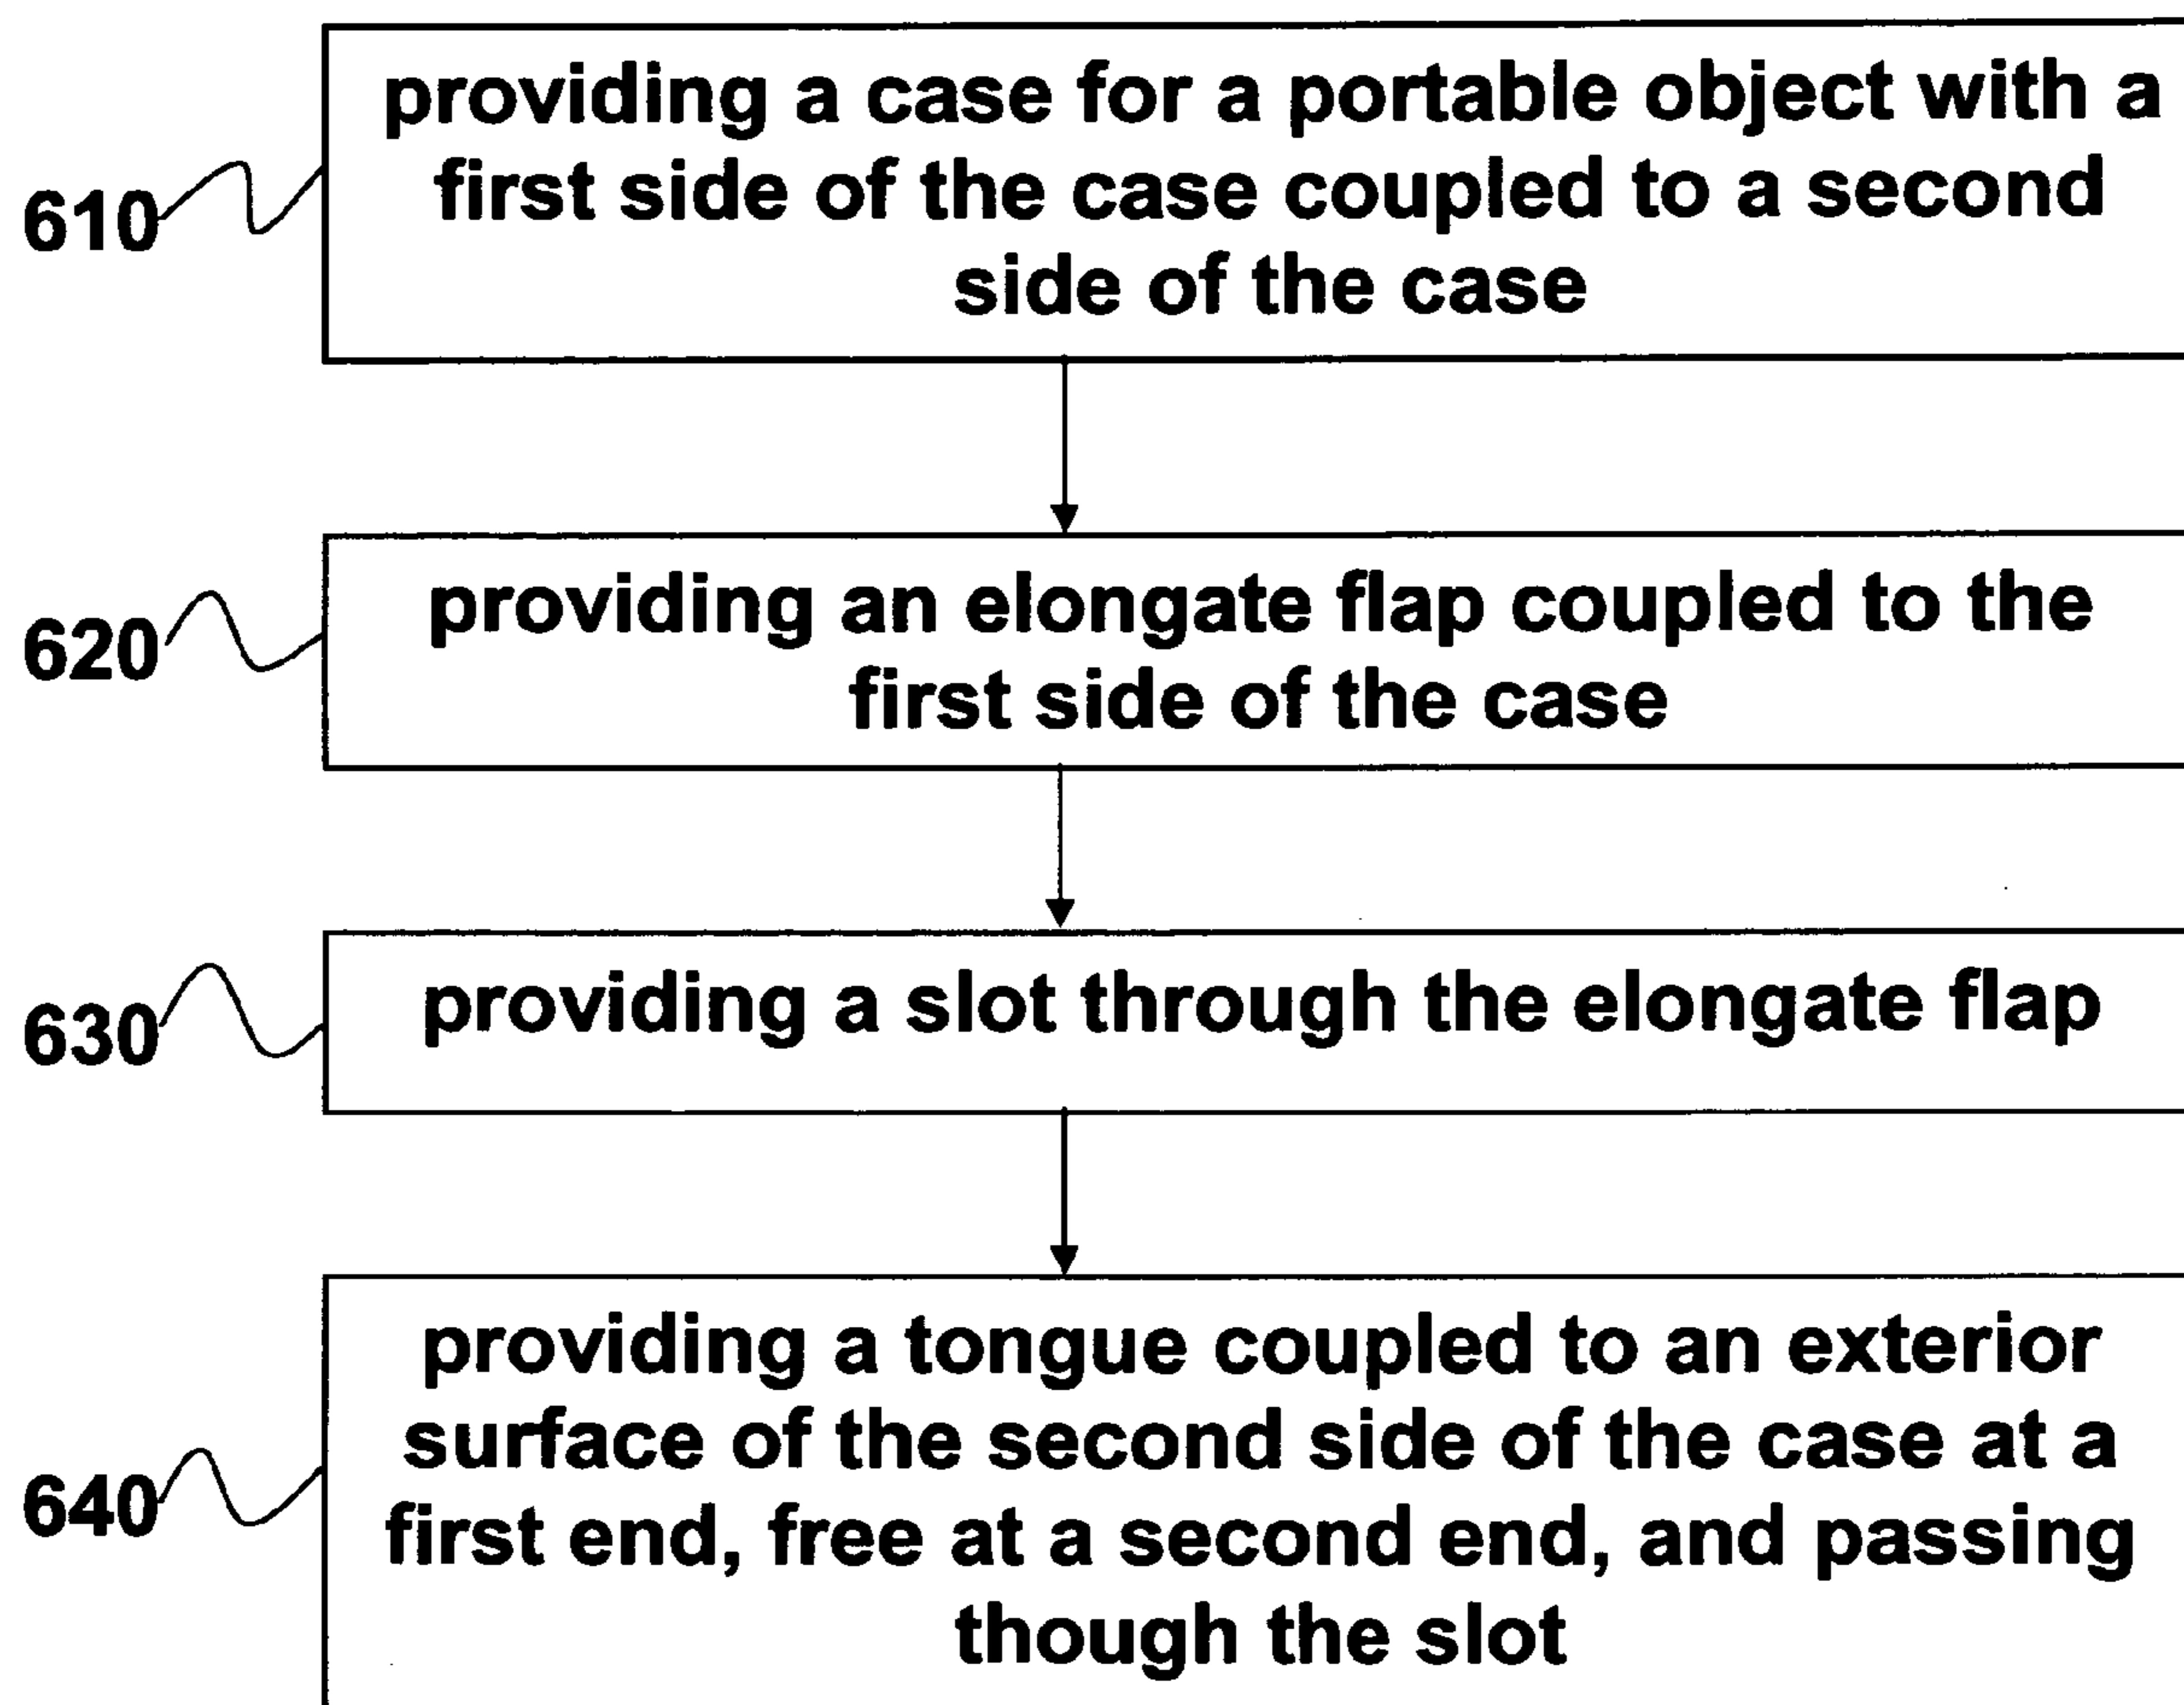 providing a case for a portable object with a
first side of the case coupled to a second
side of the case
610
providing an elongate flap coupled to the
first side of the case
620
providing a slot through the elongate flap
630
providing a tongue coupled to an exterior
surface of the second side of the case at a
first end, free at a second end, and passing
though the slot
640